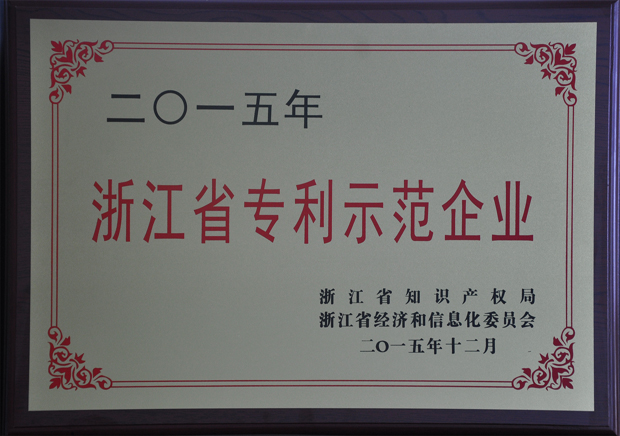 二〇一五年
浙江省专利示范企业
浙江省知识产权局
浙江省经济和信息化委员会
二〇一五年十二月